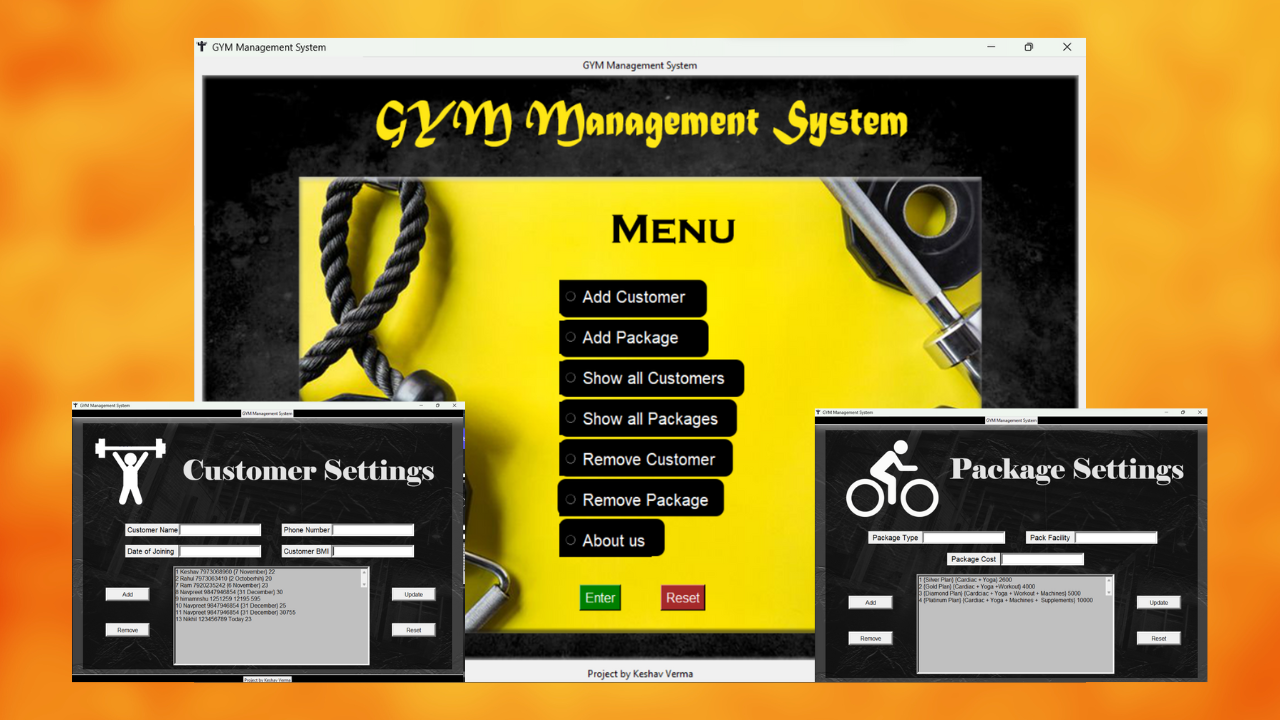 GYM Management System
GYM Management System
GYM Management System
MENU
Add Customer
Add Package
Show all Customers
Show all Packages
Remove Customer
Remove Package
About us
Enter
Reset
Project by Keshav Verma
GYM Management System
GYM Management System
Customer Settings
Customer Name
Phone Number
Date of Joining
Customer BMI
Add
Remove
1 Keshav 7973068960 {7 November} 22
2 Rahul 7973063410 {2 Octoberhih} 20
7 Ram 7920235242 {6 November} 23
8 Navpreet 9847946854 {31 December} 30
9 himannshu 1251259 12195 595
10 Navpreet 9847946854 {31 December} 25
11 Navpreet 9847946854 {31 December} 30755
13 Nikhil 123456789 Today 23
Update
Reset
Project by Keshav Verma
GYM Management System
GYM Management System
Package Settings
Package Type
Pack Facility
Package Cost
Add
Remove
1 {Silver Plan} {Cardiac + Yoga} 2600
2 {Gold Plan} {Cardiac + Yoga +Workout} 4000
3 {Diamond Plan} {Cardciac + Yoga + Workout + Machines} 5000
4 {Platinum Plan} {Cardiac + Yoga + Machines + Supplements} 10000
Update
Reset